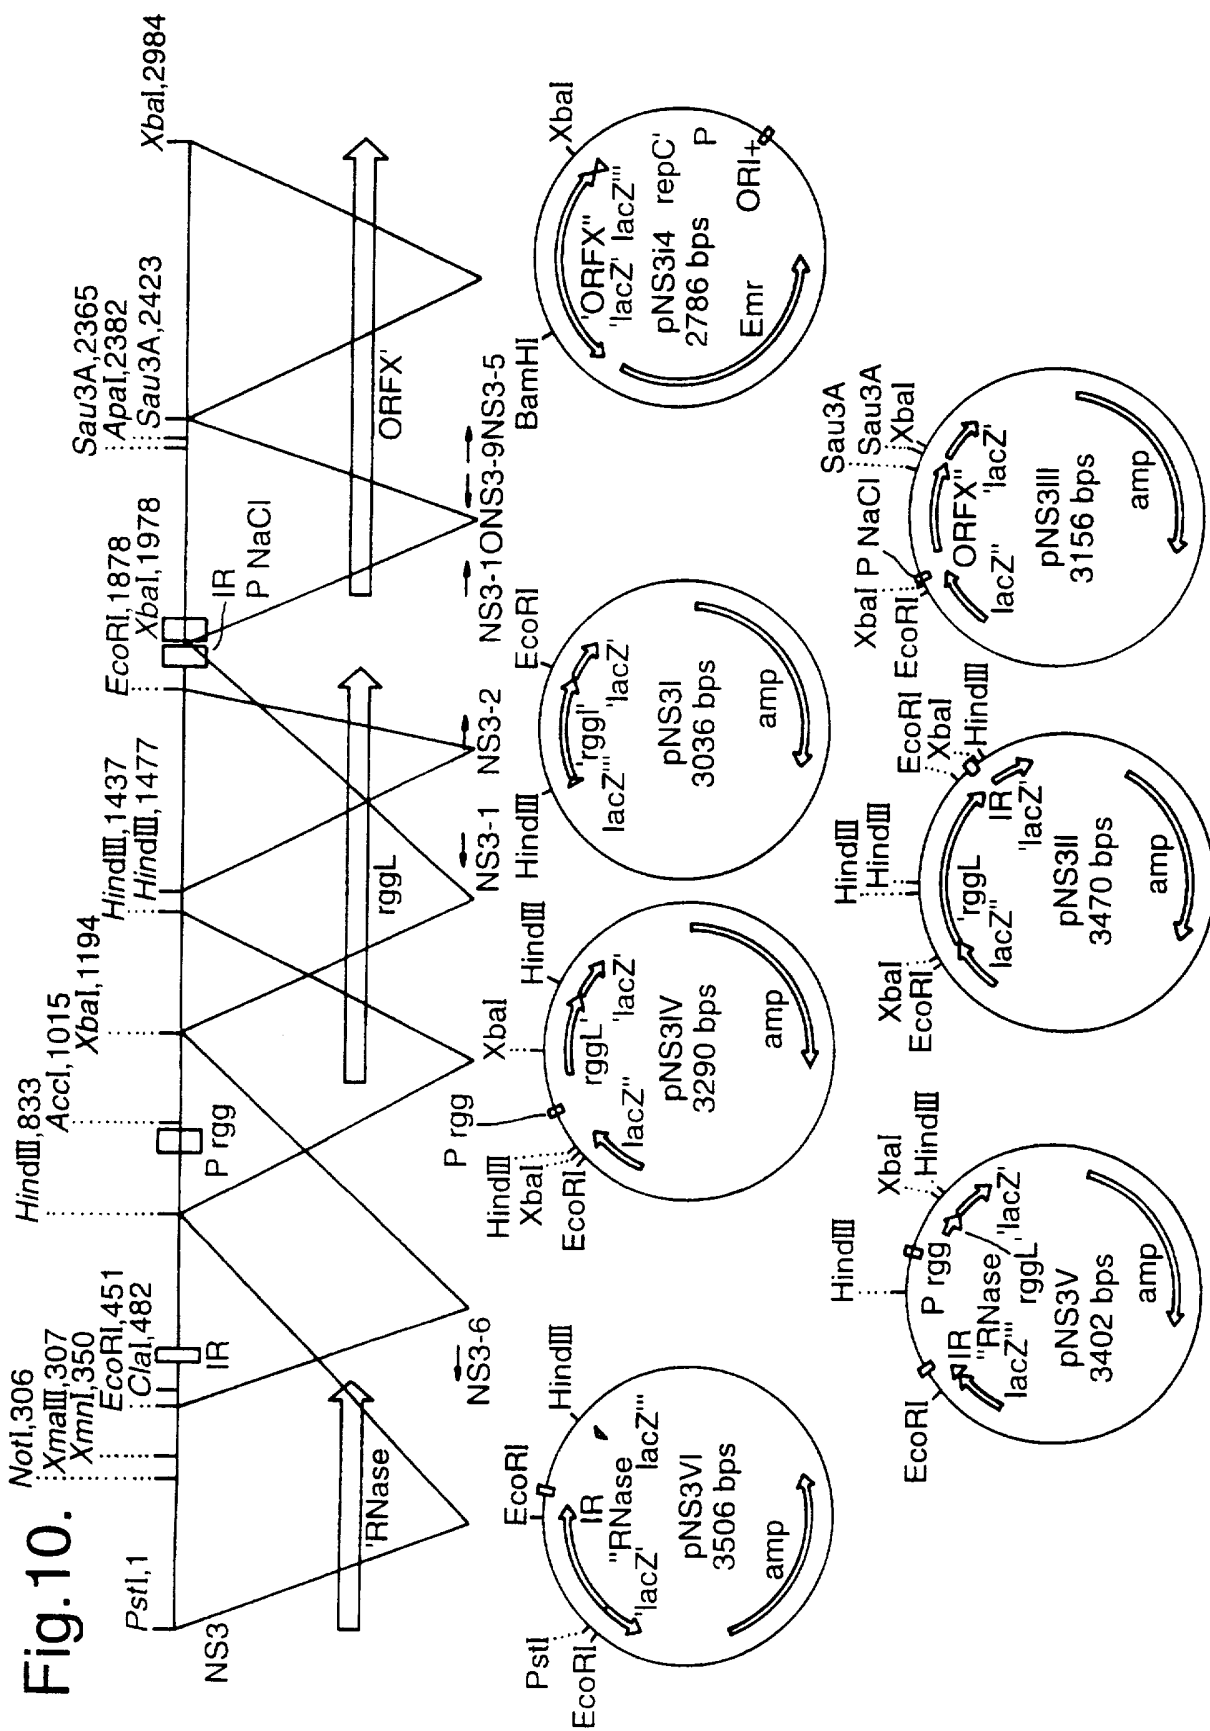 Fig.10.
PstI,1
NotI,306
XmaIII,307
XmnI,350
EcoRI,451
ClaI,482
HindIII,833
AccI,1015
XbaI,1194
HindIII,1437
HindIII,1477
EcoRI,1878
XbaI,1978
Sau3A,2365
ApaI,2382
Sau3A,2423
XbaI,2984
NS3
IR
P rgg
IR
P NaCl
'RNase
rggL
ORFX'
NS3-6
NS3-1
NS3-2
NS3-10
NS3-9
NS3-5
PstI
EcoRI
EcoRI
HindIII
IR
"RNase
'lacZ'
lacZ'''
pNS3VI
3506 bps
amp
HindIII
XbaI
EcoRI
P rgg
XbaI
HindIII
rggL'
lacZ''
'lacZ'
pNS3IV
3290 bps
amp
HindIII
EcoRI
'rggl'
lacZ'''
'lacZ'
pNS3I
3036 bps
amp
BamHI
XbaI
'ORFX"
'lacZ' lacZ'''
pNS3i4 repC'
2786 bps
P
Emr
ORI+
EcoRI
HindIII
XbaI
HindIII
P rgg
IR
"RNase
rggL'
lacZ'''
'lacZ'
pNS3V
3402 bps
amp
XbaI
EcoRI
HindIII
HindIII
EcoRI
XbaI
HindIII
'rggL
IR
lacZ''
'lacZ'
pNS3II
3470 bps
amp
XbaI P NaCl
EcoRI
Sau3A
Sau3A
XbaI
ORFX"
lacZ''
'lacZ'
pNS3III
3156 bps
amp